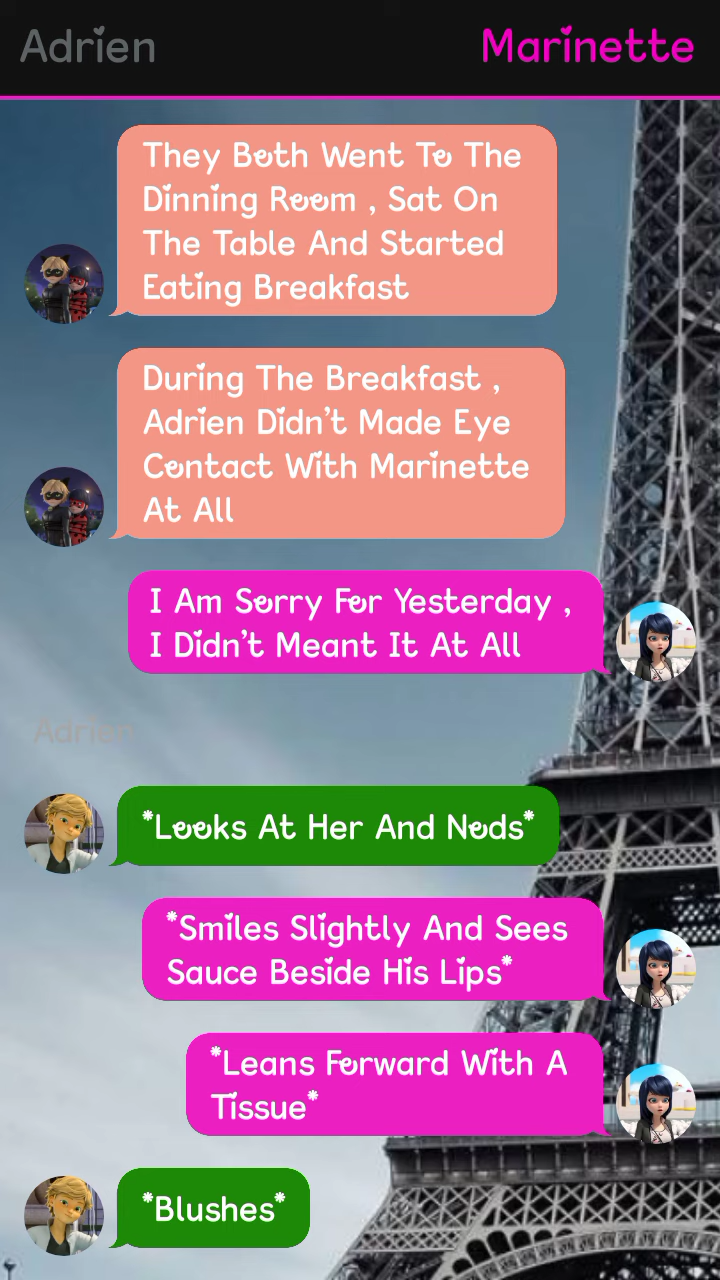 Adrien
Marinette
They Both Went To The
Dinning Room , Sat On
The Table And Started
Eating Breakfast
During The Breakfast ,
Adrien Didn't Made Eye
Contact With Marinette
At All
I Am Sorry For Yesterday ,
I Didn't Meant It At All
Adrien
*Looks At Her And Nods*
*Smiles Slightly And Sees
Sauce Beside His Lips*
*Leans Forward With A
Tissue*
*Blushes*